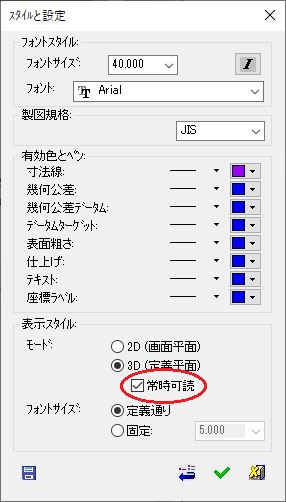 ｽﾀｲﾙと設定
フォントスタイル:
フォントサイズ: 40.000 I
フォント: Arial
製図規格:
JIS
有効色とペン:
寸法線:
幾何公差:
幾何公差データム:
データムターゲット:
表面粗さ:
仕上げ:
テキスト:
座標ラベル:
表示スタイル:
モード: 2D (画面平面)
3D (定義平面)
常時可読
フォントサイズ: 定義通り
固定: 5.000